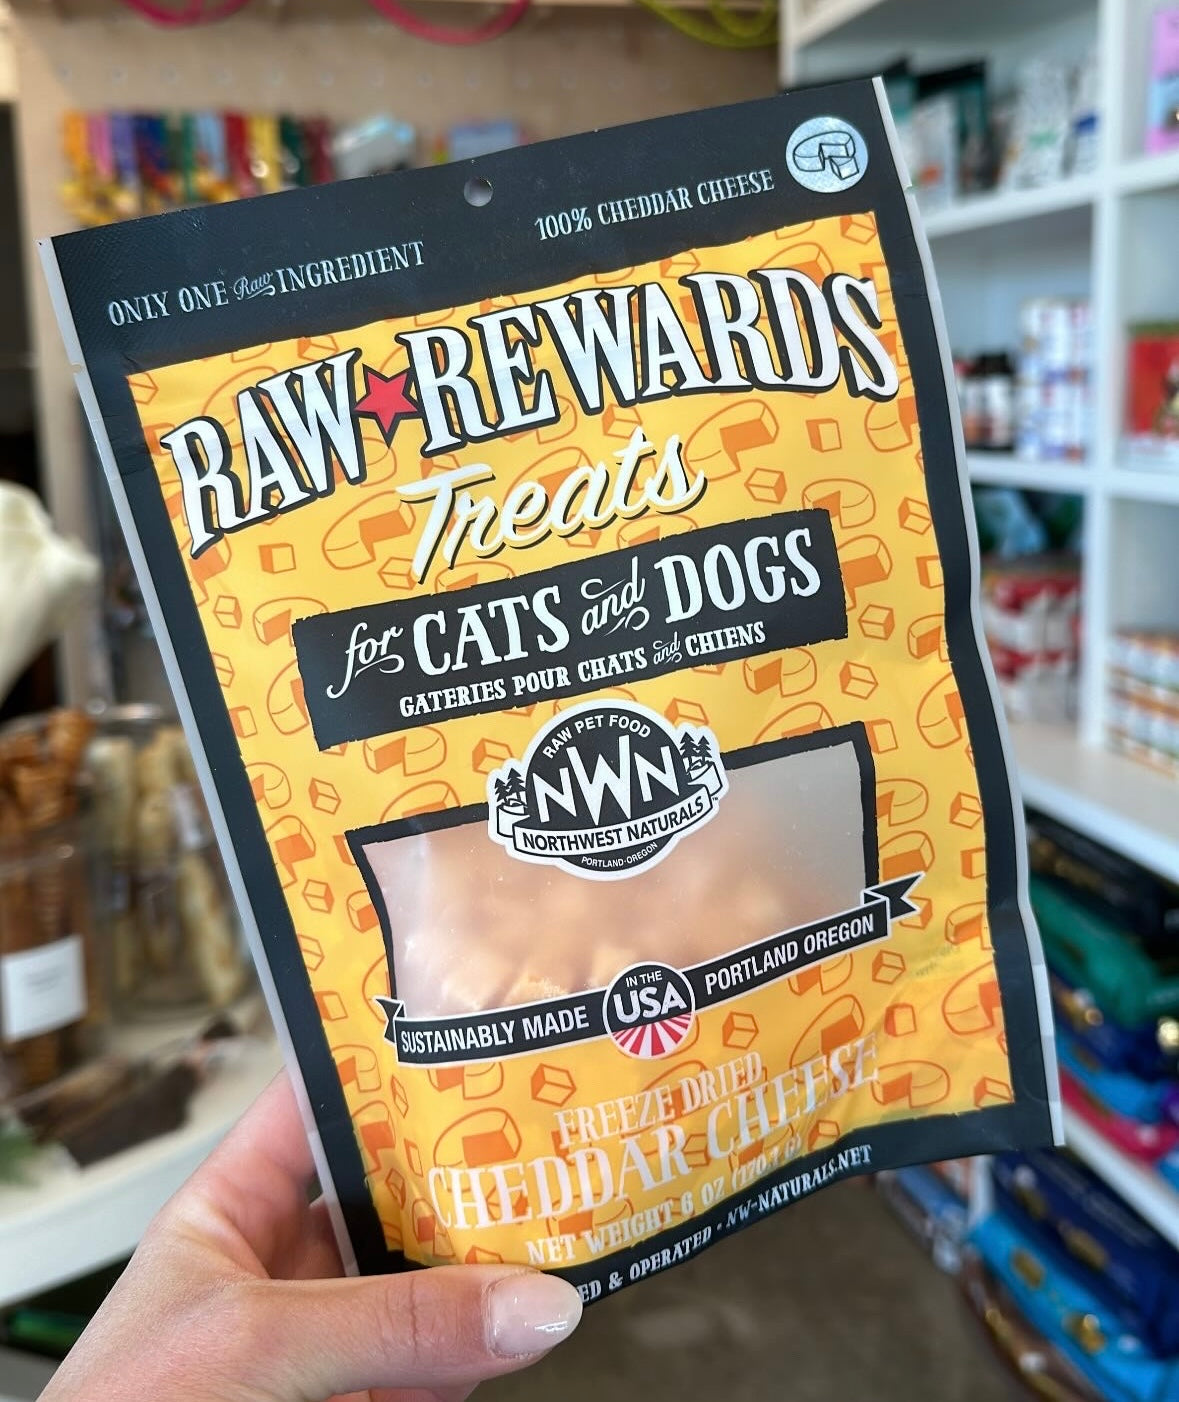 ONLY ONE Raw INGREDIENT
100% CHEDDAR CHEESE
RAW REWARDS
Treats
for CATS and DOGS
GATERIES POUR CHATS and CHIENS
RAW PET FOOD
NWN
NORTHWEST NATURALS
PORTLAND-OREGON
SUSTAINABLY MADE IN THE USA PORTLAND OREGON
FREEZE DRIED
CHEDDAR CHEESE
NET WEIGHT 6 OZ (170.1 G)
ED & OPERATED • NW-NATURALS.NET